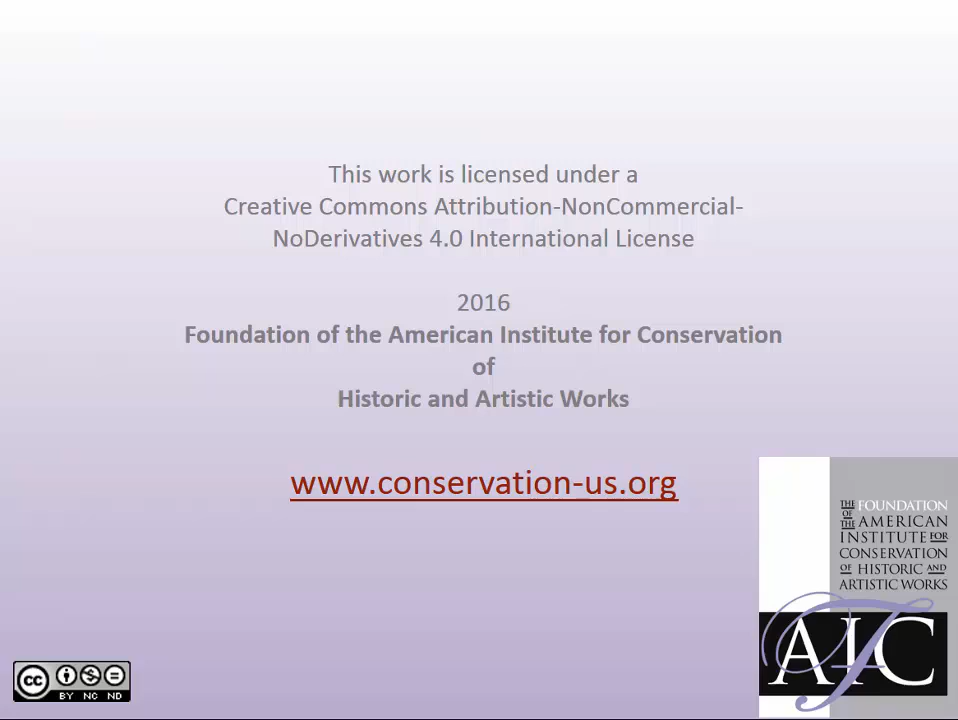 This work is licensed under a
Creative Commons Attribution-NonCommercial-
NoDerivatives 4.0 International License
2016
Foundation of the American Institute for Conservation
of
Historic and Artistic Works
www.conservation-us.org
THE FOUNDATION
OF
THE AMERICAN
INSTITUTE FOR
CONSERVATION
OF HISTORIC AND
ARTISTIC WORKS
FAIC
cc
BY NC ND